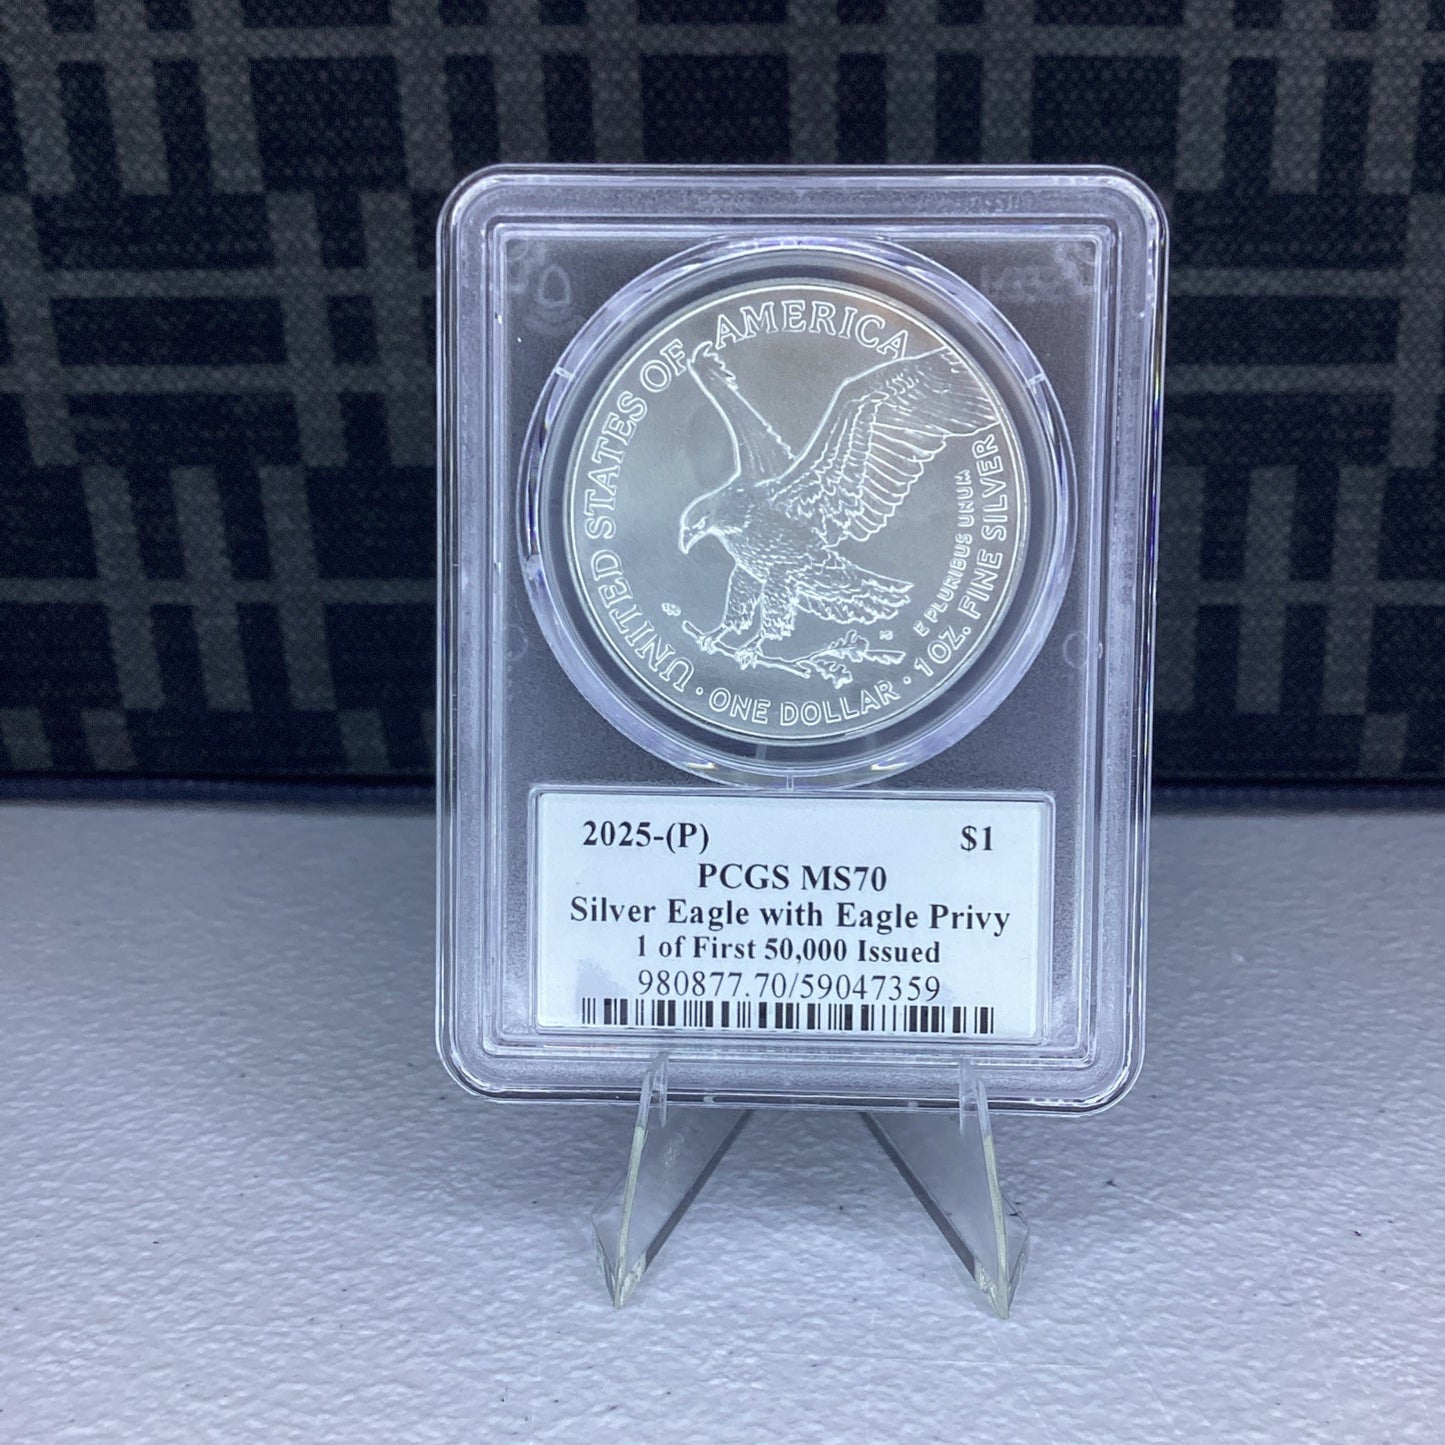 UNITED STATES OF AMERICA
E PLURIBUS UNUM
1 OZ. FINE SILVER
· ONE DOLLAR ·
2025-(P) $1
PCGS MS70
Silver Eagle with Eagle Privy
1 of First 50,000 Issued
980877.70/59047359